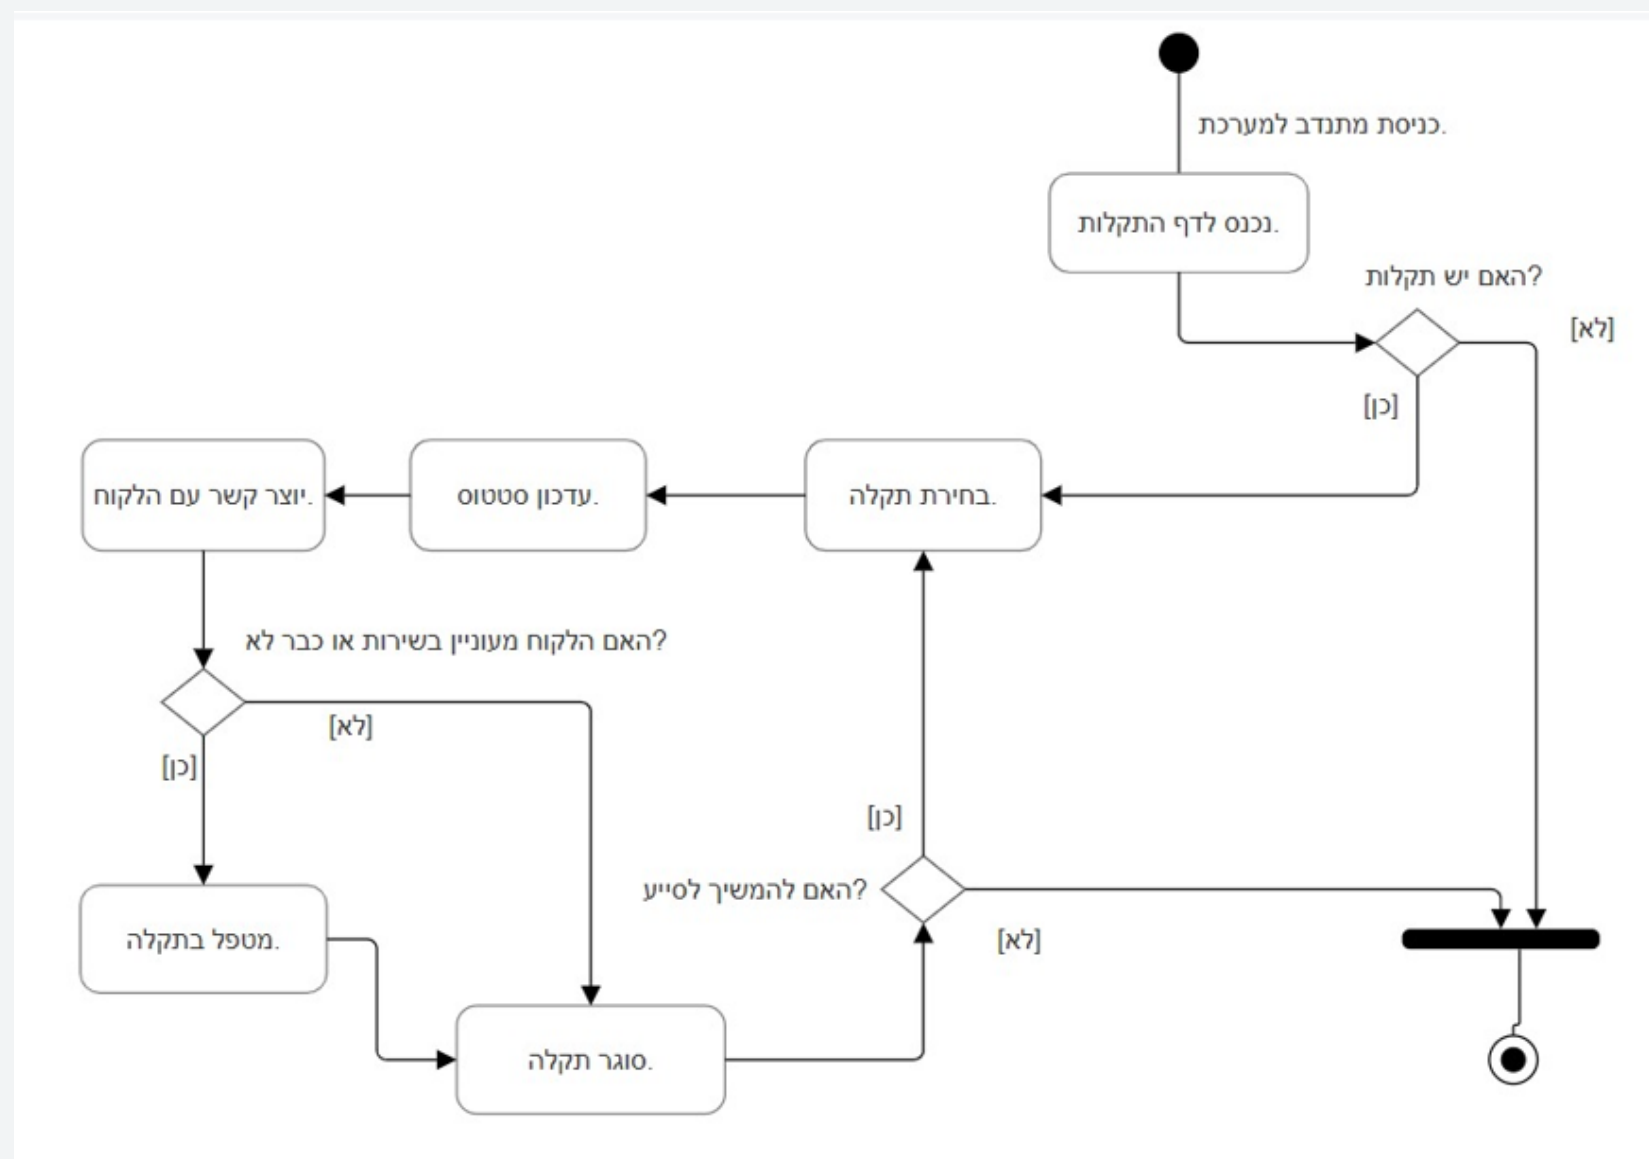 כניסת מתנדב למערכת.
נכנס לדף התקלות.
האם יש תקלות?
[לא]
[כן]
בחירת תקלה.
עדכון סטטוס.
יוצר קשר עם הלקוח.
האם הלקוח מעוניין בשירות או כבר לא?
[לא]
[כן]
מטפל בתקלה.
סוגר תקלה.
האם להמשיך לסייע?
[כן]
[לא]